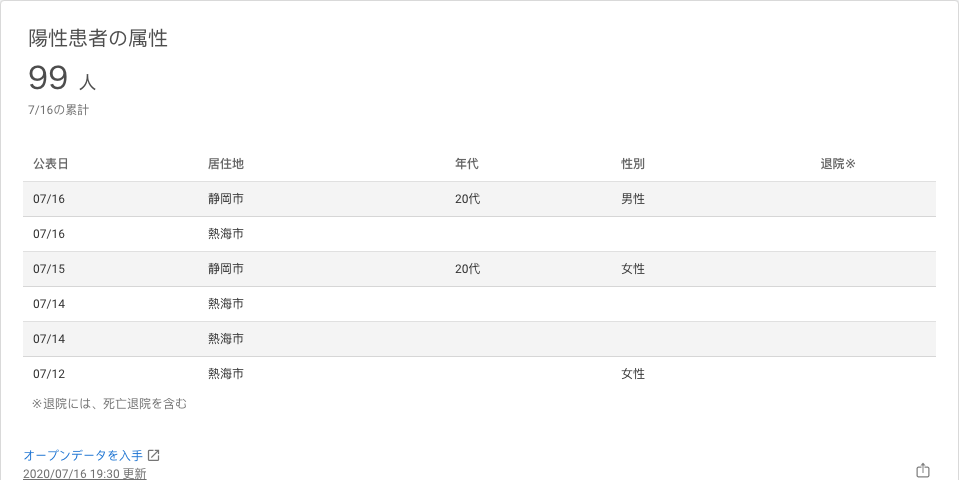 陽性患者の属性
99 人
7/16の累計
公表日 居住地 年代 性別 退院※
07/16 静岡市 20代 男性
07/16 熱海市
07/15 静岡市 20代 女性
07/14 熱海市
07/14 熱海市
07/12 熱海市 女性
※退院には、死亡退院を含む
オープンデータを入手
2020/07/16 19:30 更新